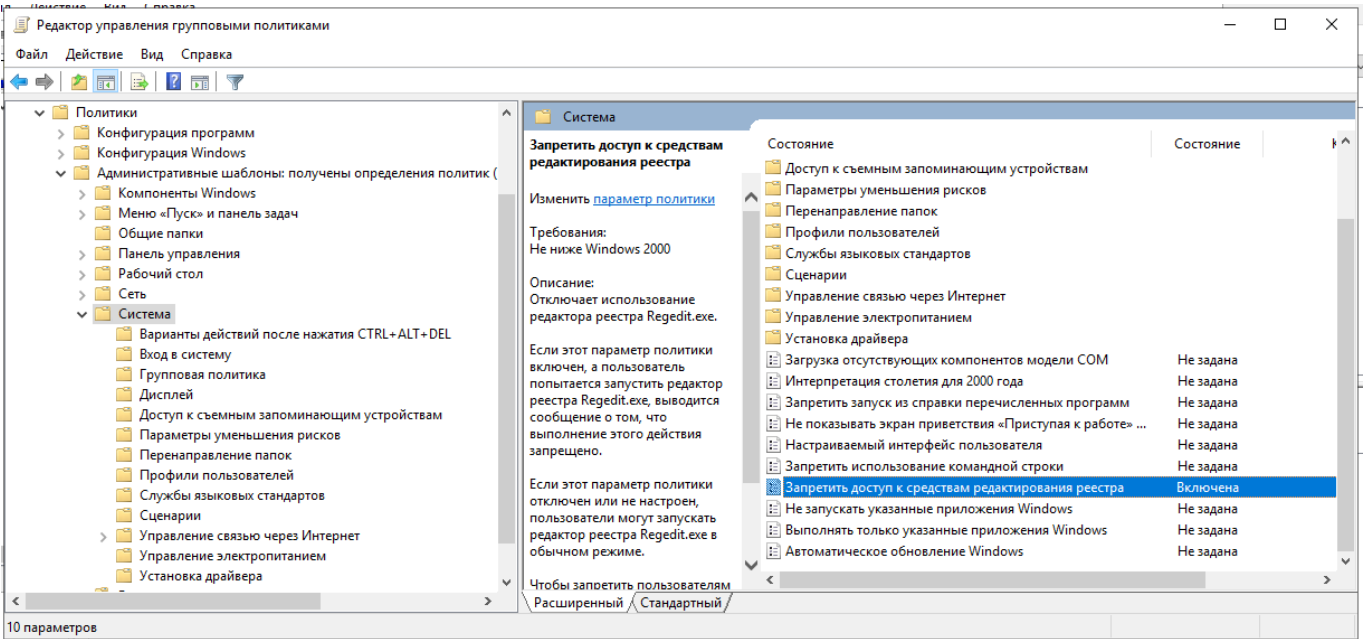 Редактор управления групповыми политиками
Файл Действие Вид Справка
Политики
Конфигурация программ
Конфигурация Windows
Административные шаблоны: получены определения политик (
Компоненты Windows
Меню «Пуск» и панель задач
Общие папки
Панель управления
Рабочий стол
Сеть
Система
Варианты действий после нажатия CTRL+ALT+DEL
Вход в систему
Групповая политика
Дисплей
Доступ к съемным запоминающим устройствам
Параметры уменьшения рисков
Перенаправление папок
Профили пользователей
Службы языковых стандартов
Сценарии
Управление связью через Интернет
Управление электропитанием
Установка драйвера
Система
Запретить доступ к средствам
редактирования реестра
Изменить параметр политики
Требования:
Не ниже Windows 2000
Описание:
Отключает использование
редактора реестра Regedit.exe.
Если этот параметр политики
включен, а пользователь
попытается запустить редактор
реестра Regedit.exe, выводится
сообщение о том, что
выполнение этого действия
запрещено.
Если этот параметр политики
отключен или не настроен,
пользователи могут запускать
редактор реестра Regedit.exe в
обычном режиме.
Чтобы запретить пользователям
Состояние Состояние
Доступ к съемным запоминающим устройствам
Параметры уменьшения рисков
Перенаправление папок
Профили пользователей
Службы языковых стандартов
Сценарии
Управление связью через Интернет
Управление электропитанием
Установка драйвера
Загрузка отсутствующих компонентов модели COM Не задана
Интерпретация столетия для 2000 года Не задана
Запретить запуск из справки перечисленных программ Не задана
Не показывать экран приветствия «Приступая к работе» ... Не задана
Настраиваемый интерфейс пользователя Не задана
Запретить использование командной строки Не задана
Запретить доступ к средствам редактирования реестра Включена
Не запускать указанные приложения Windows Не задана
Выполнять только указанные приложения Windows Не задана
Автоматическое обновление Windows Не задана
Расширенный Стандартный
10 параметров